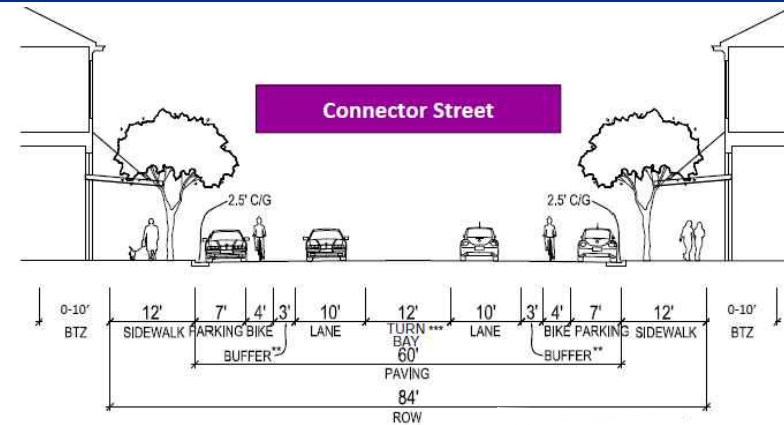 Connector Street
2.5' C/G 2.5' C/G
0-10' 12' 7' 4' 3' 10' 12' 10' 3' 4' 7' 12' 0-10'
BTZ SIDEWALK PARKING BIKE LANE TURN *** LANE BIKE PARKING SIDEWALK BTZ
BAY
BUFFER** BUFFER**
60'
PAVING
84'
ROW